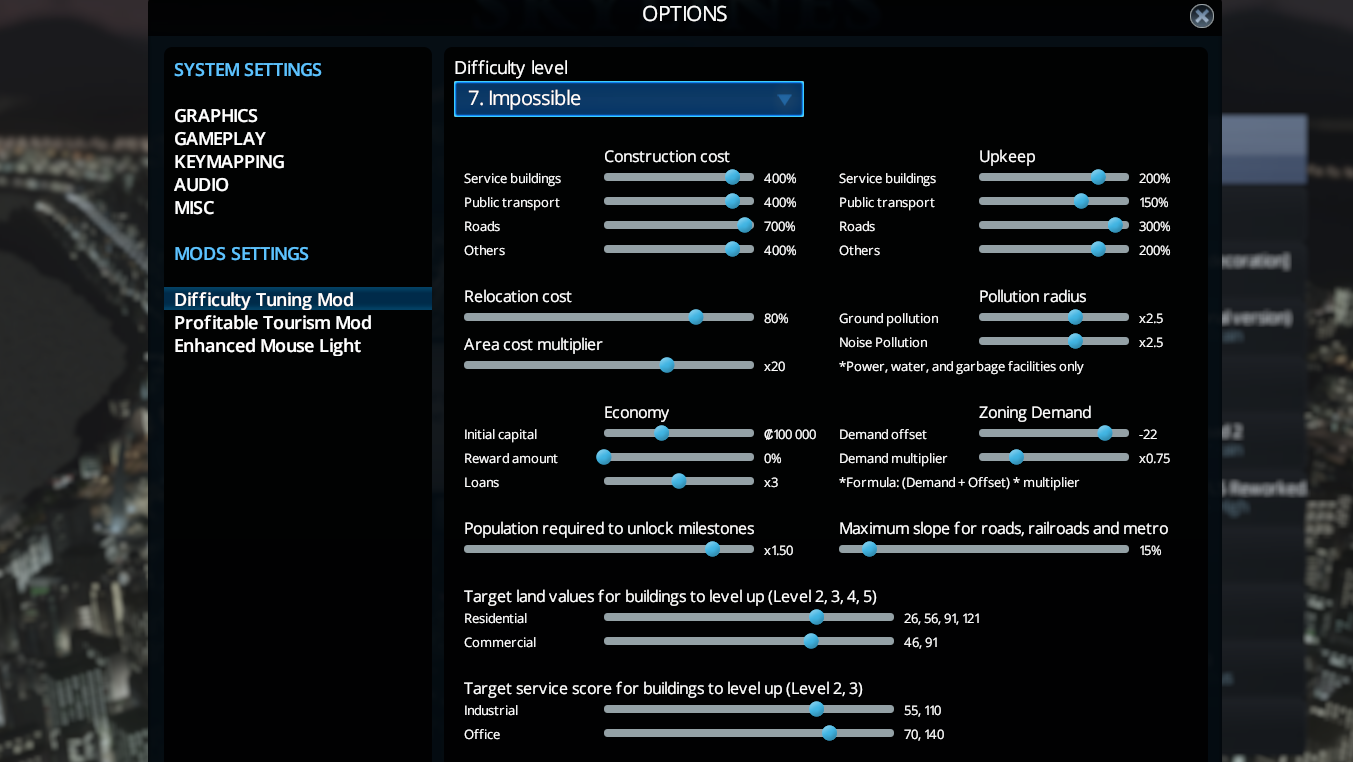 OPTIONS
SYSTEM SETTINGS
GRAPHICS
GAMEPLAY
KEYMAPPING
AUDIO
MISC
MODS SETTINGS
Difficulty Tuning Mod
Profitable Tourism Mod
Enhanced Mouse Light
Difficulty level
7. Impossible
Construction cost
Service buildings 400%
Public transport 400%
Roads 700%
Others 400%
Upkeep
Service buildings 200%
Public transport 150%
Roads 300%
Others 200%
Relocation cost
80%
Area cost multiplier
x20
Pollution radius
Ground pollution x2.5
Noise Pollution x2.5
*Power, water, and garbage facilities only
Economy
Initial capital ₡100 000
Reward amount 0%
Loans x3
Zoning Demand
Demand offset -22
Demand multiplier x0.75
*Formula: (Demand + Offset) * multiplier
Population required to unlock milestones
x1.50
Maximum slope for roads, railroads and metro
15%
Target land values for buildings to level up (Level 2, 3, 4, 5)
Residential 26, 56, 91, 121
Commercial 46, 91
Target service score for buildings to level up (Level 2, 3)
Industrial 55, 110
Office 70, 140
Reworked